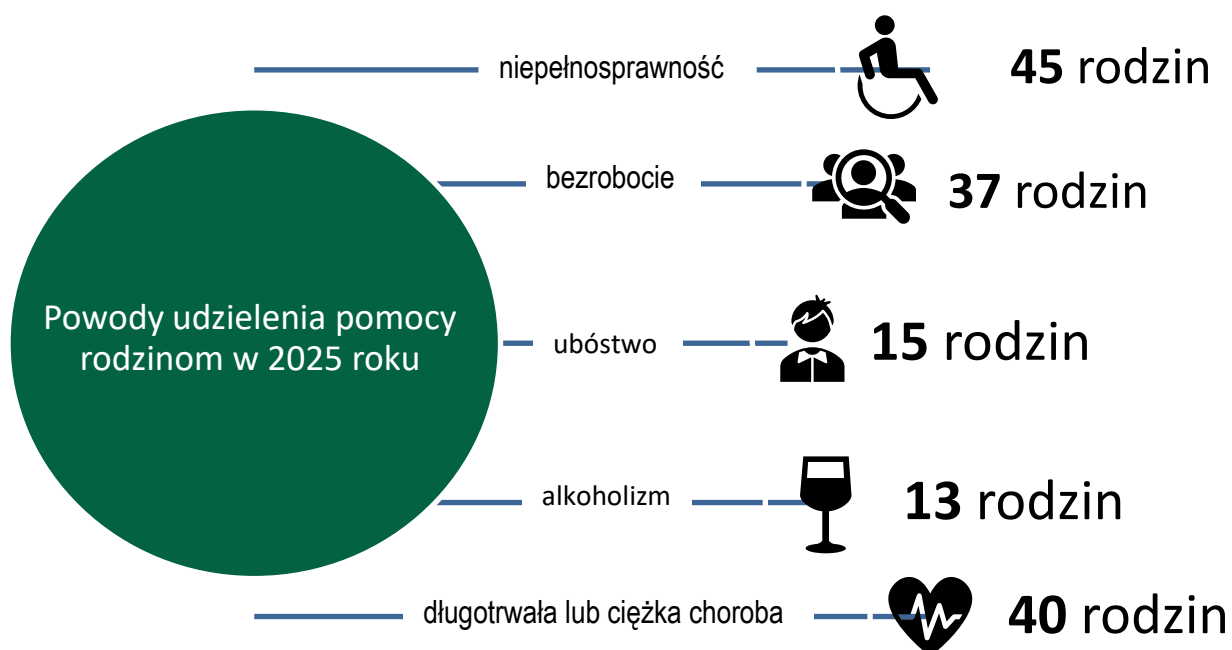 niepełnosprawność
45 rodzin
bezrobocie
37 rodzin
Powody udzielenia pomocy
rodzinom w 2025 roku
ubóstwo
15 rodzin
alkoholizm
13 rodzin
długotrwała lub ciężka choroba
40 rodzin